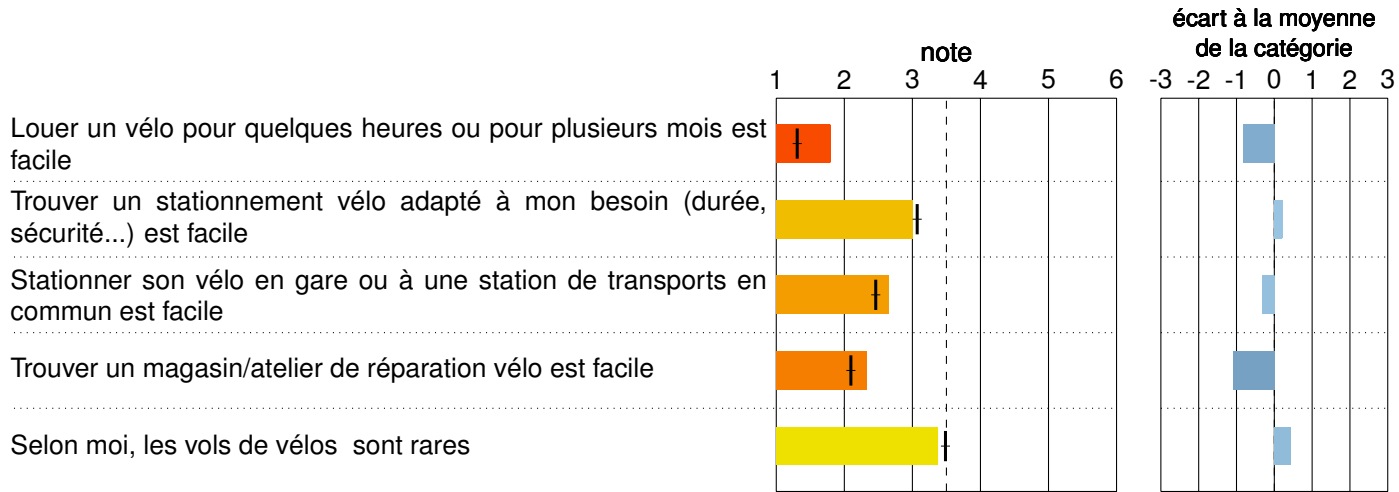 écart à la moyenne
de la catégorie
note
1 2 3 4 5 6
-3 -2 -1 0 1 2 3
Louer un vélo pour quelques heures ou pour plusieurs mois est
facile
Trouver un stationnement vélo adapté à mon besoin (durée,
sécurité...) est facile
Stationner son vélo en gare ou à une station de transports en
commun est facile
Trouver un magasin/atelier de réparation vélo est facile
Selon moi, les vols de vélos  sont rares